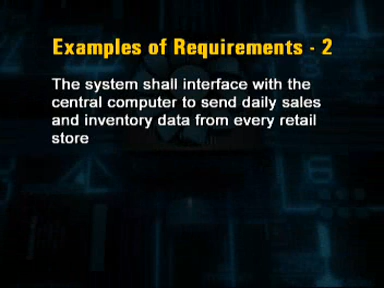 Examples of Requirements - 2
The system shall interface with the
central computer to send daily sales
and inventory data from every retail
store